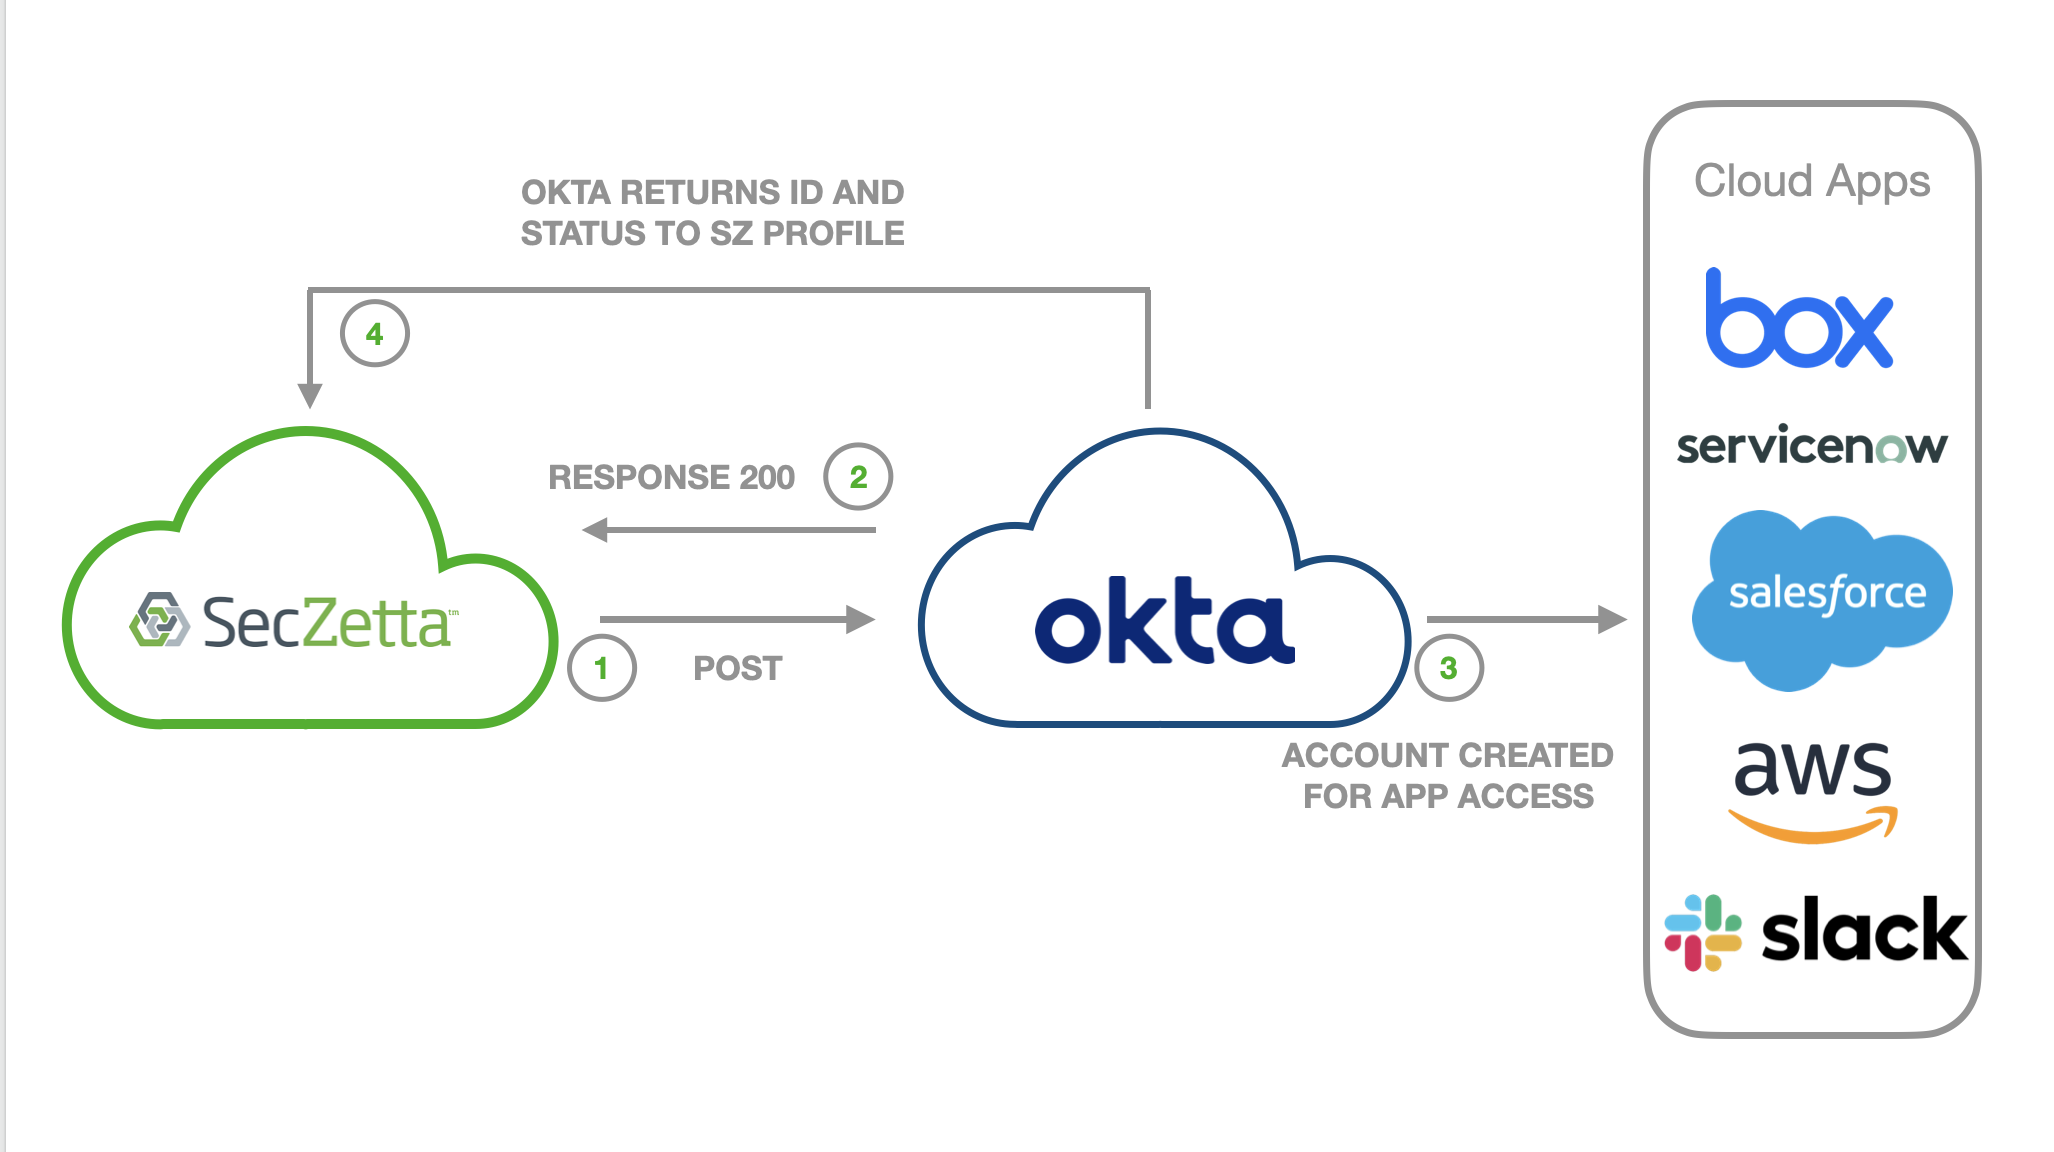 OKTA RETURNS ID AND
STATUS TO SZ PROFILE
4
RESPONSE 200
2
SecZetta™
1
POST
okta
3
ACCOUNT CREATED
FOR APP ACCESS
Cloud Apps
box
servicenow
salesforce
aws
slack